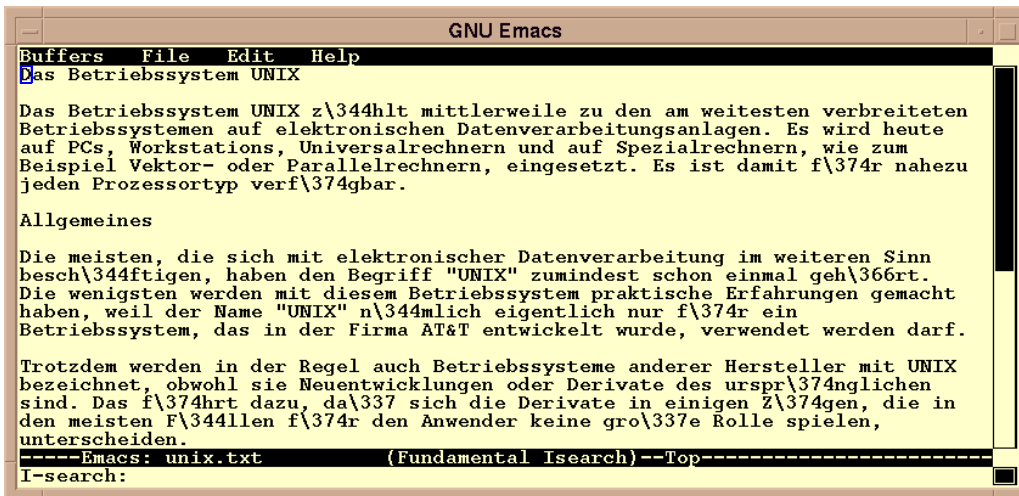 GNU Emacs
Buffers File Edit Help
Das Betriebssystem UNIX
Das Betriebssystem UNIX z\344hlt mittlerweile zu den am weitesten verbreiteten
Betriebssystemen auf elektronischen Datenverarbeitungsanlagen. Es wird heute
auf PCs, Workstations, Universalrechnern und auf Spezialrechnern, wie zum
Beispiel Vektor- oder Parallelrechnern, eingesetzt. Es ist damit f\374r nahezu
jeden Prozessortyp verf\374gbar.
Allgemeines
Die meisten, die sich mit elektronischer Datenverarbeitung im weiteren Sinn
besch\344ftigen, haben den Begriff "UNIX" zumindest schon einmal geh\366rt.
Die wenigsten werden mit diesem Betriebssystem praktische Erfahrungen gemacht
haben, weil der Name "UNIX" n\344mlich eigentlich nur f\374r ein
Betriebssystem, das in der Firma AT&T entwickelt wurde, verwendet werden darf.
Trotzdem werden in der Regel auch Betriebssysteme anderer Hersteller mit UNIX
bezeichnet, obwohl sie Neuentwicklungen oder Derivate des urspr\374nglichen
sind. Das f\374hrt dazu, da\337 sich die Derivate in einigen Z\374gen, die in
den meisten F\344llen f\374r den Anwender keine gro\337e Rolle spielen,
unterscheiden.
-----Emacs: unix.txt (Fundamental Isearch)--Top-------------------------
I-search: